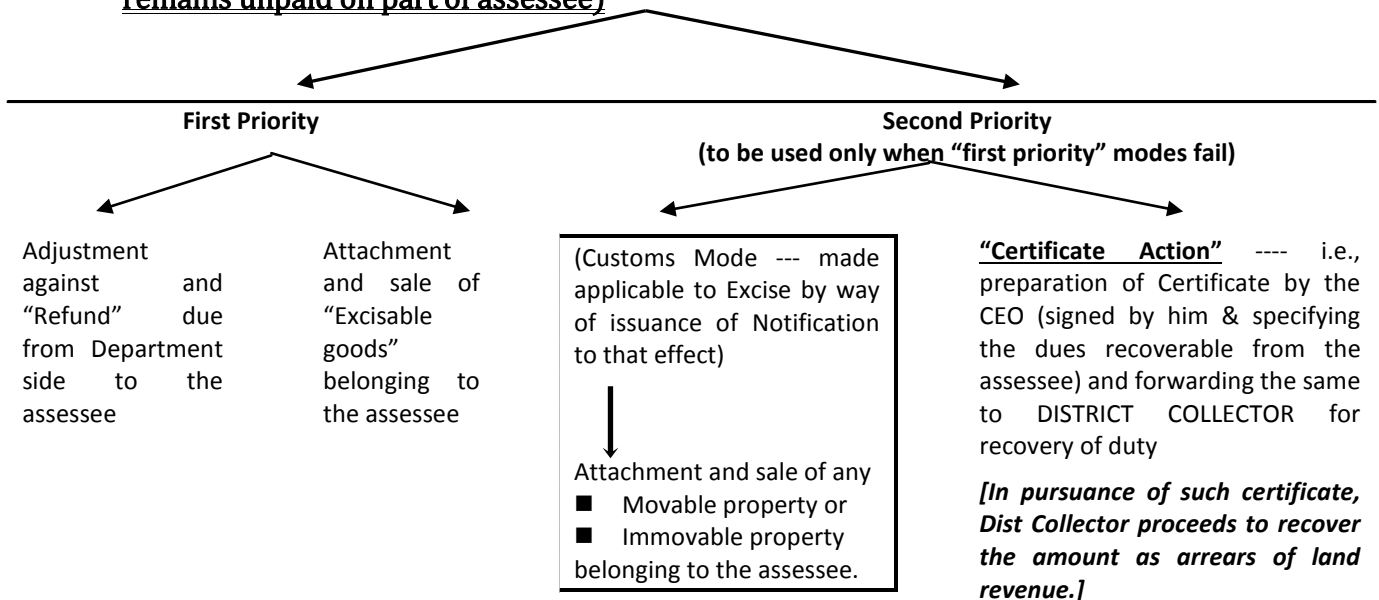 remains unpaid on part of assessee)
First Priority
Second Priority
(to be used only when “first priority” modes fail)
Adjustment
against and
“Refund” due
from Department
side to the
assessee
Attachment
and sale of
“Excisable
goods”
belonging to
the assessee
(Customs Mode --- made
applicable to Excise by way
of issuance of Notification
to that effect)
Attachment and sale of any
■ Movable property or
■ Immovable property
belonging to the assessee.
“Certificate Action” ---- i.e.,
preparation of Certificate by the
CEO (signed by him & specifying
the dues recoverable from the
assessee) and forwarding the same
to DISTRICT COLLECTOR for
recovery of duty
[In pursuance of such certificate,
Dist Collector proceeds to recover
the amount as arrears of land
revenue.]